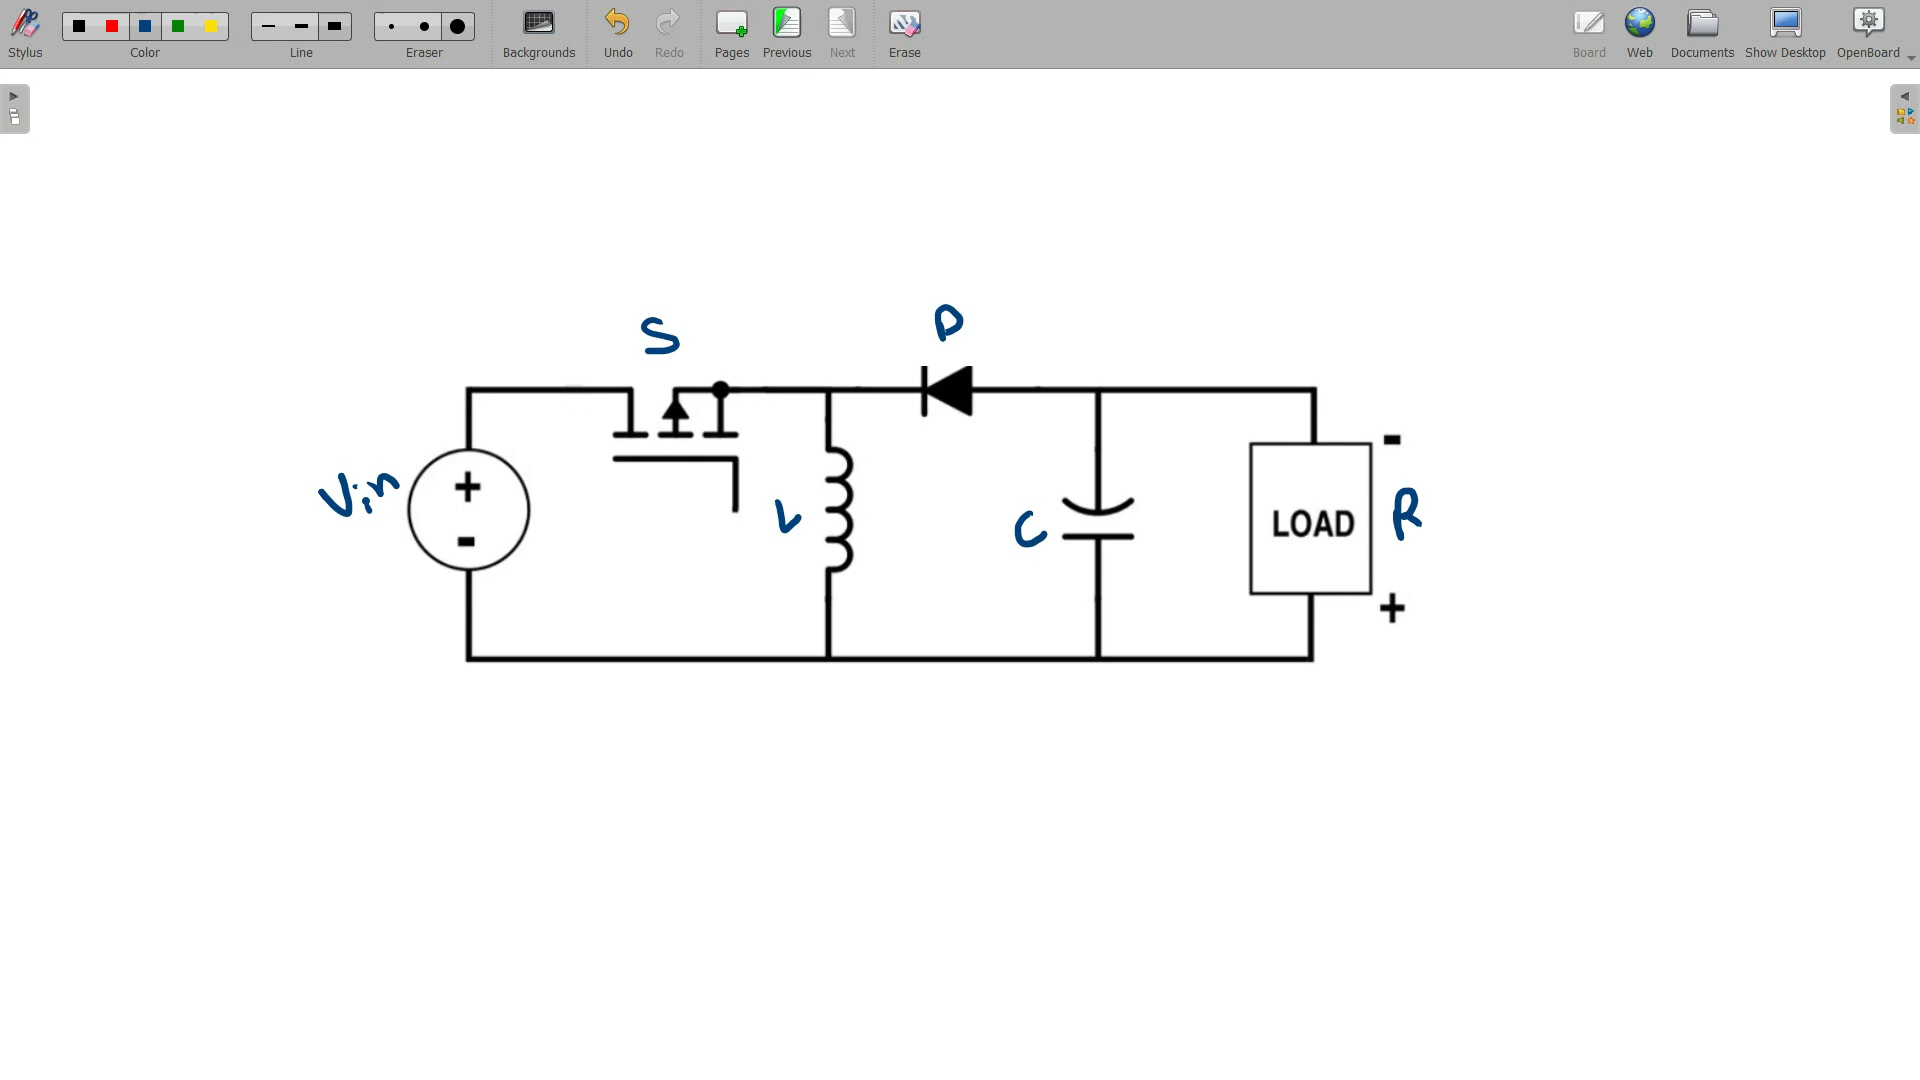 Stylus Color Line Eraser Backgrounds Undo Redo Pages Previous Next Erase Board Web Documents Show Desktop OpenBoard
S D
+ -
Vin + L C LOAD R
- +